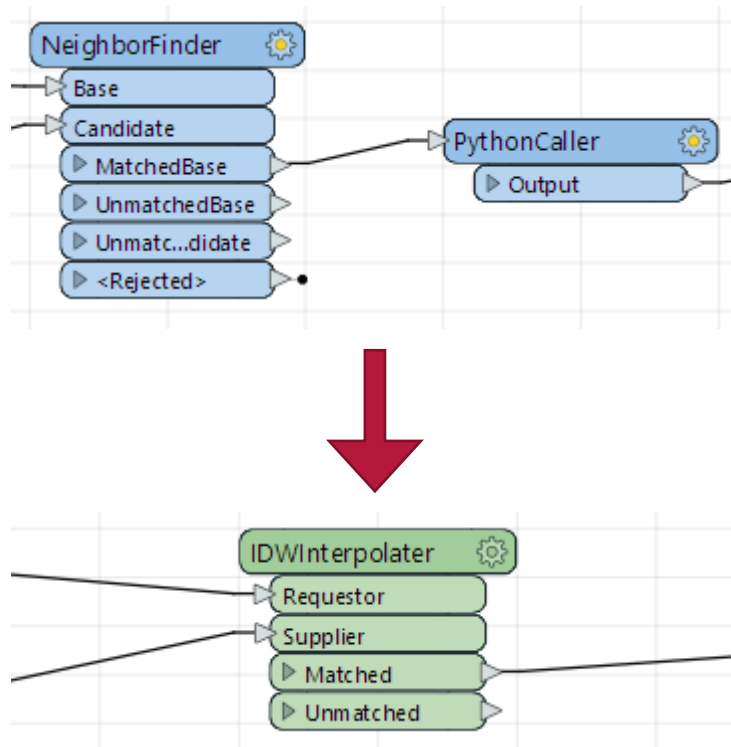 NeighborFinder
Base
Candidate
MatchedBase
UnmatchedBase
Unmatc...didate
<Rejected>
PythonCaller
Output
IDWInterpolater
Requestor
Supplier
Matched
Unmatched